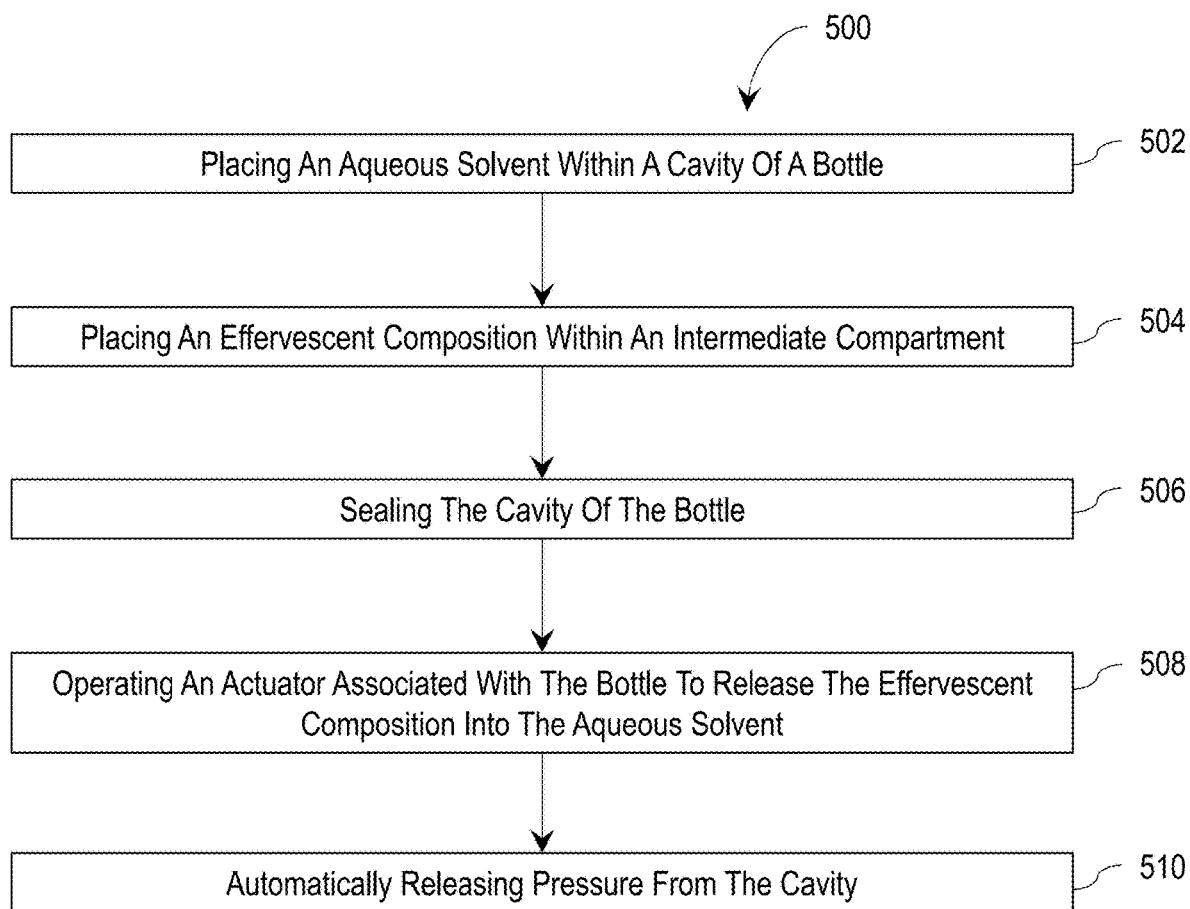 500
Placing An Aqueous Solvent Within A Cavity Of A Bottle
502
Placing An Effervescent Composition Within An Intermediate Compartment
504
Sealing The Cavity Of The Bottle
506
Operating An Actuator Associated With The Bottle To Release The Effervescent
Composition Into The Aqueous Solvent
508
Automatically Releasing Pressure From The Cavity
510